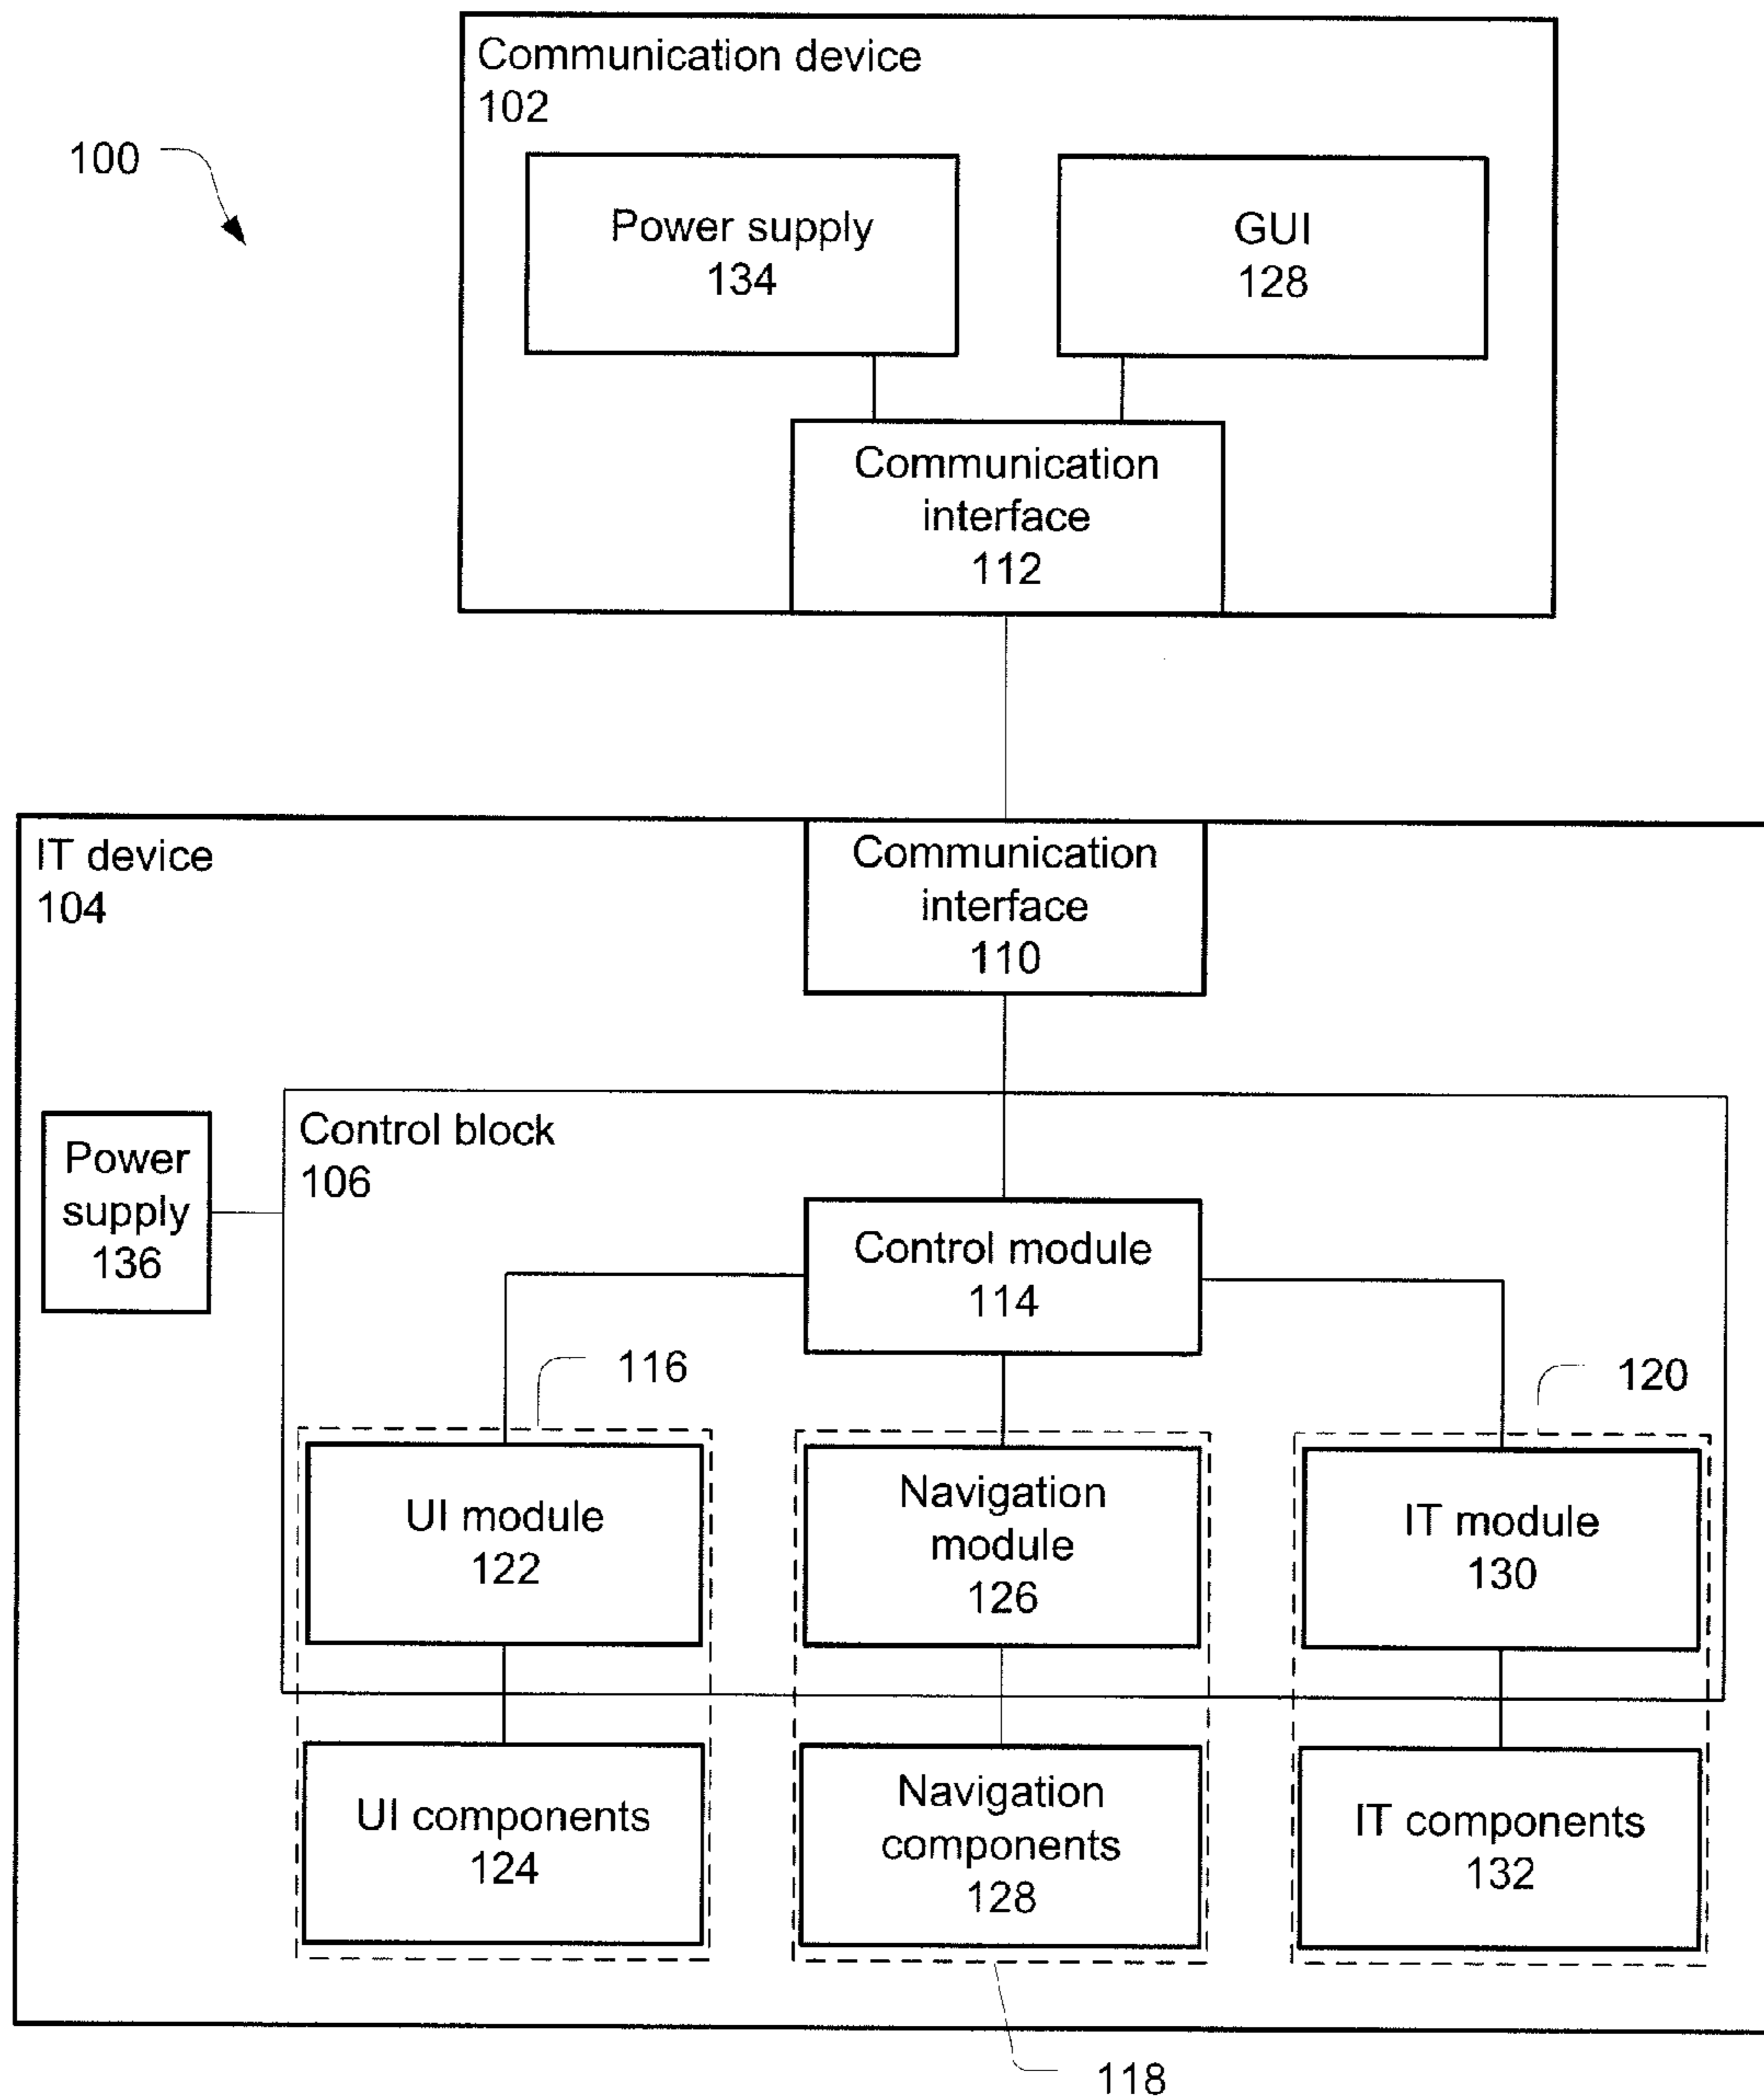 Communication device
102
100
Power supply
134
GUI
128
Communication
interface
112
IT device
104
Communication
interface
110
Power
supply
136
Control block
106
Control module
114
116
120
UI module
122
Navigation
module
126
IT module
130
UI components
124
Navigation
components
128
IT components
132
118